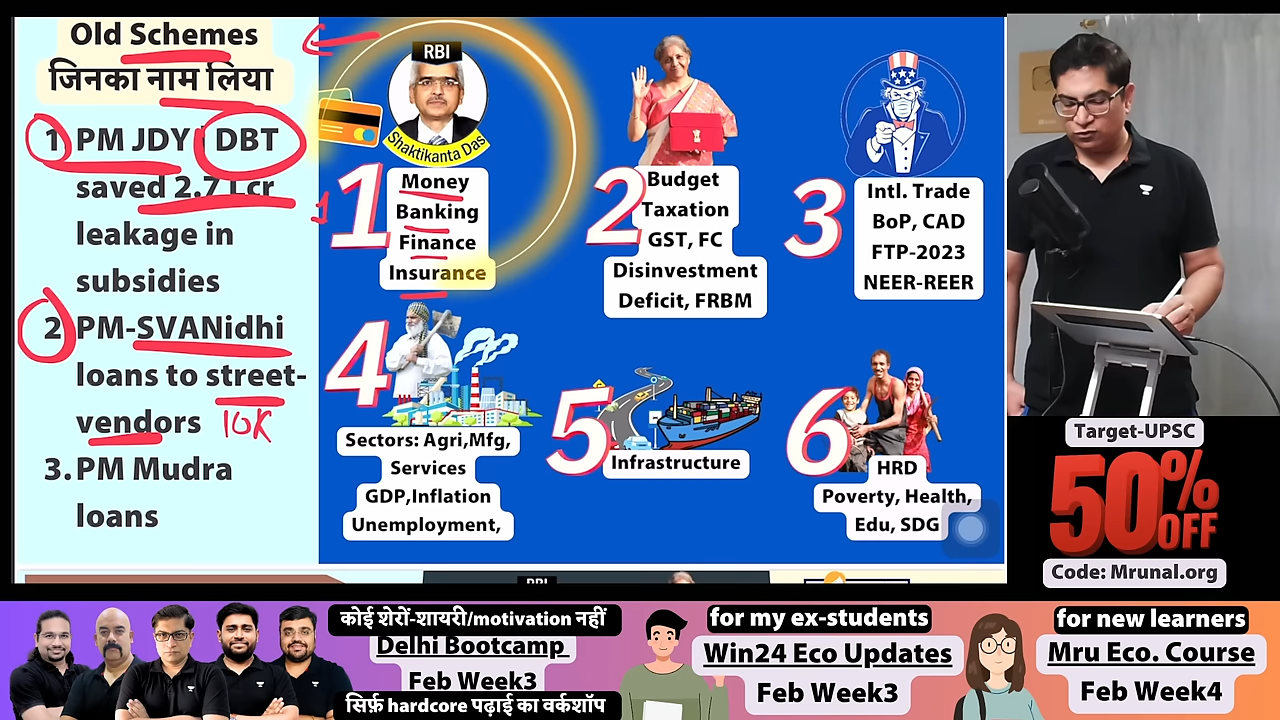 Old Schemes
जिनका नाम लिया
1. PM JDY DBT
saved 2.7 Lcr
leakage in
subsidies
2. PM-SVANidhi
loans to street-
vendors 10K
3. PM Mudra
loans
RBI
Shaktikanta Das
1
Money
Banking
Finance
Insurance
2
Budget
Taxation
GST, FC
Disinvestment
Deficit, FRBM
3
Intl. Trade
BoP, CAD
FTP-2023
NEER-REER
4
Sectors: Agri,Mfg,
Services
GDP,Inflation
Unemployment,
5
Infrastructure
6
HRD
Poverty, Health,
Edu, SDG
RBI
Target-UPSC
50% OFF
Code: Mrunal.org
कोई शेरों-शायरी/motivation नहीं
Delhi Bootcamp
Feb Week3
सिर्फ़ hardcore पढ़ाई का वर्कशॉप
for my ex-students
Win24 Eco Updates
Feb Week3
for new learners
Mru Eco. Course
Feb Week4